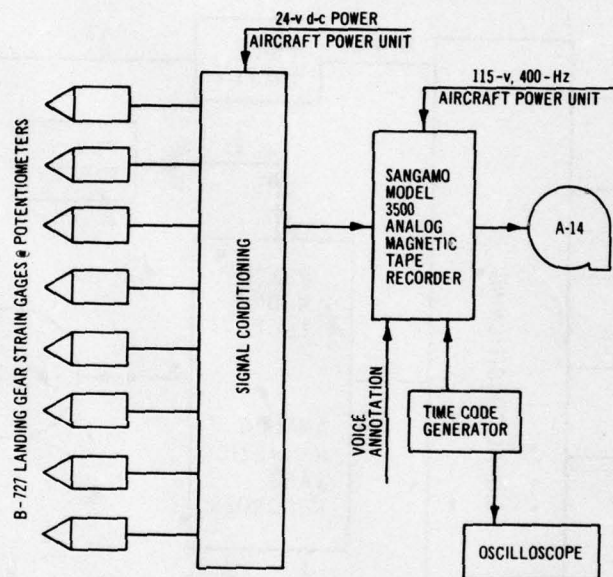 24-v d-c POWER
AIRCRAFT POWER UNIT
115-v, 400-Hz
AIRCRAFT POWER UNIT
B-727 LANDING GEAR STRAIN GAGES @ POTENTIOMETERS
SIGNAL CONDITIONING
SANGAMO
MODEL
3500
ANALOG
MAGNETIC
TAPE
RECORDER
A-14
VOICE
ANNOTATION
TIME CODE
GENERATOR
OSCILLOSCOPE